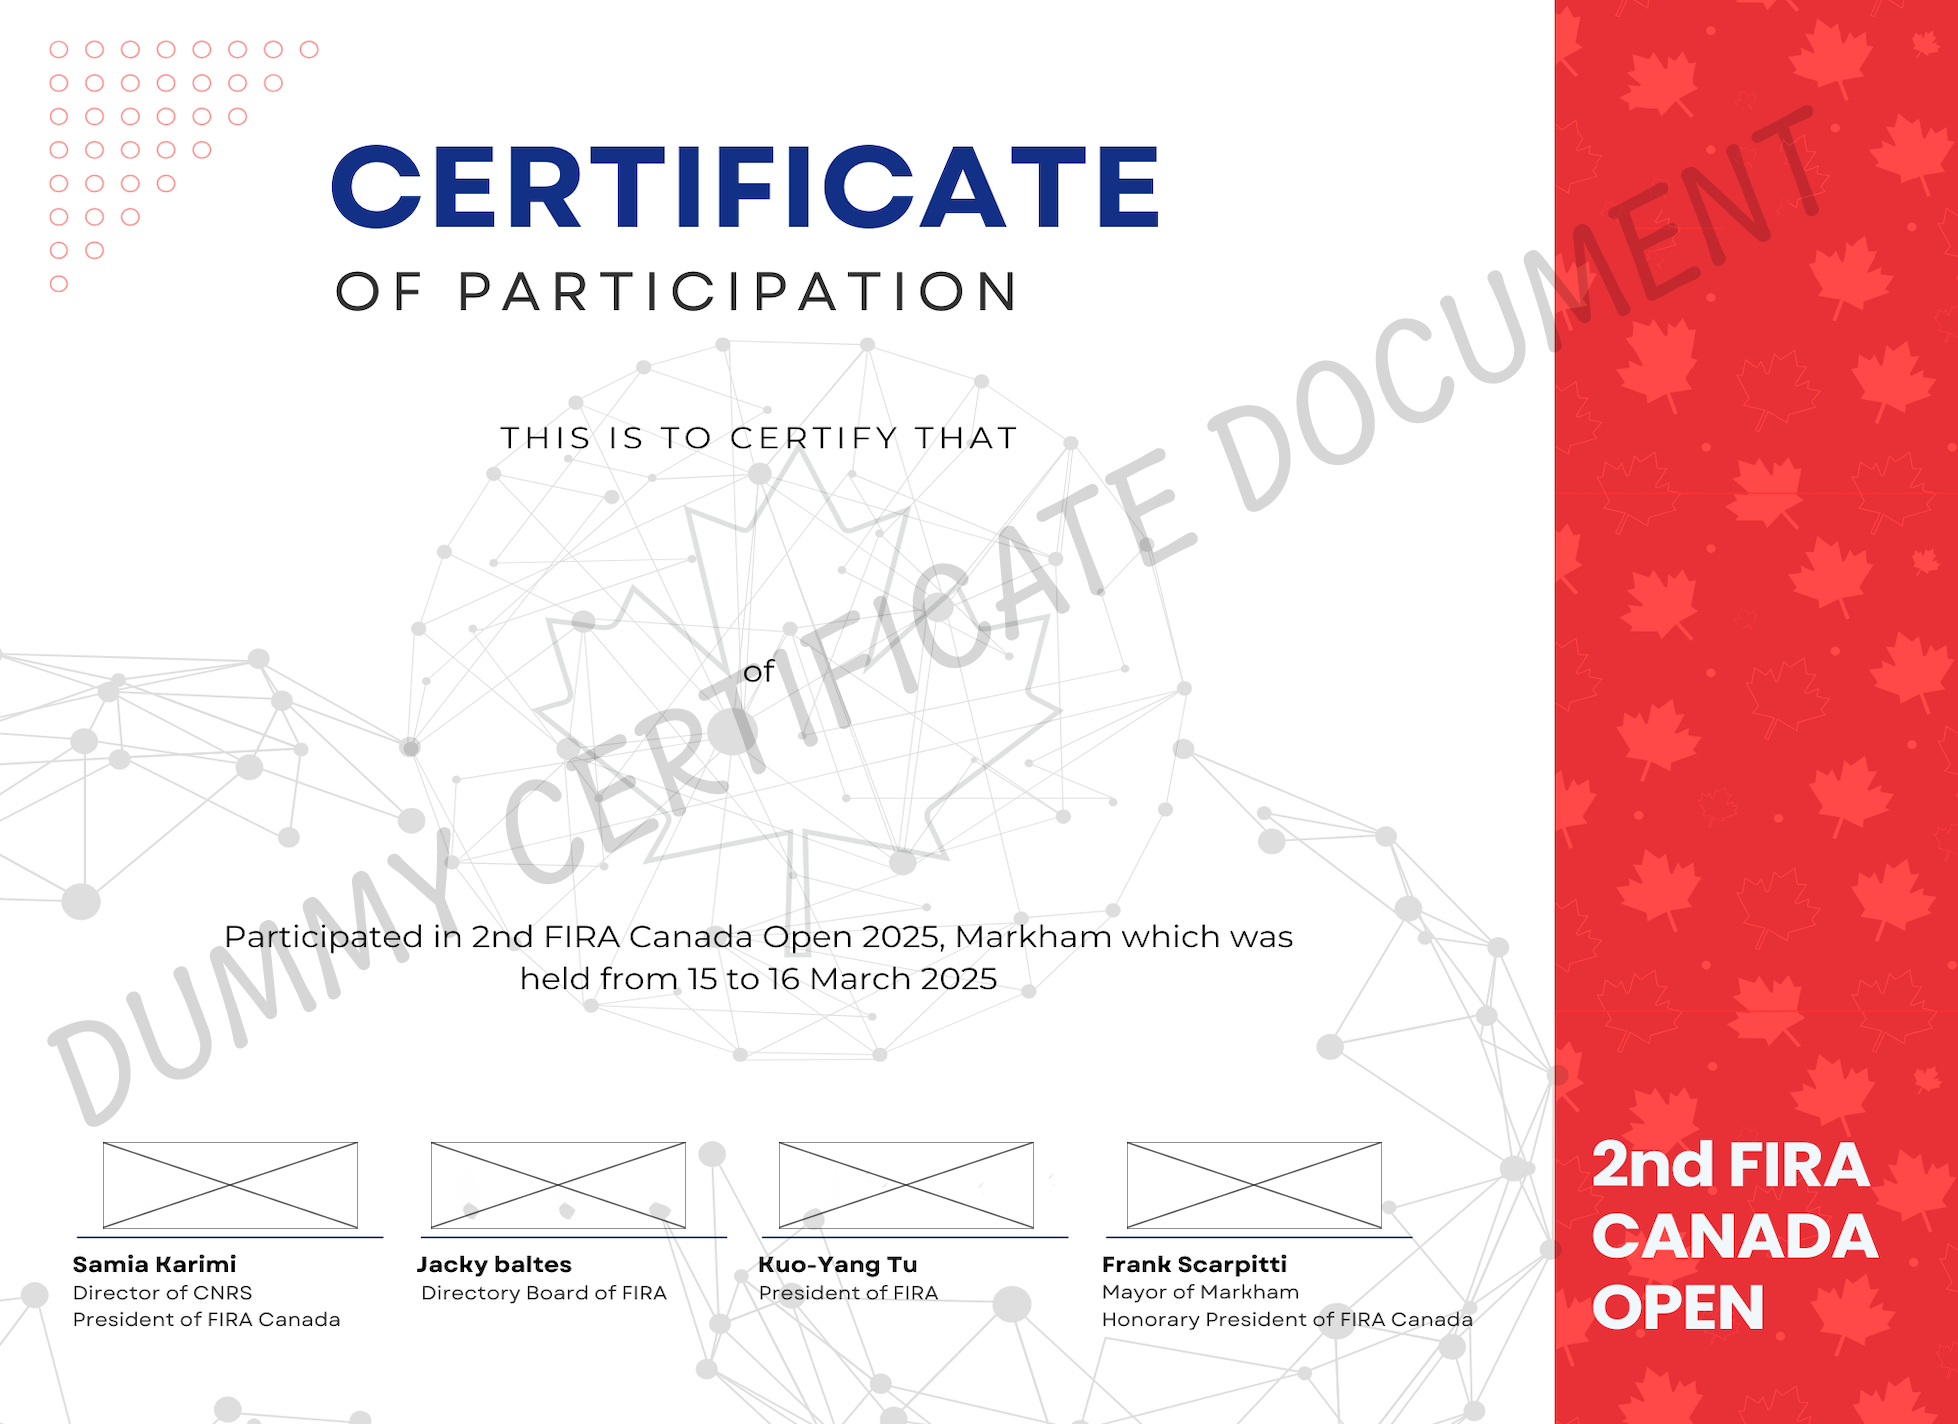 CERTIFICATE
OF PARTICIPATION
THIS IS TO CERTIFY THAT
of
Participated in 2nd FIRA Canada Open 2025, Markham which was
held from 15 to 16 March 2025
DUMMY CERTIFICATE DOCUMENT
Samia Karimi
Director of CNRS
President of FIRA Canada
Jacky baltes
Directory Board of FIRA
Kuo-Yang Tu
President of FIRA
Frank Scarpitti
Mayor of Markham
Honorary President of FIRA Canada
2nd FIRA
CANADA
OPEN